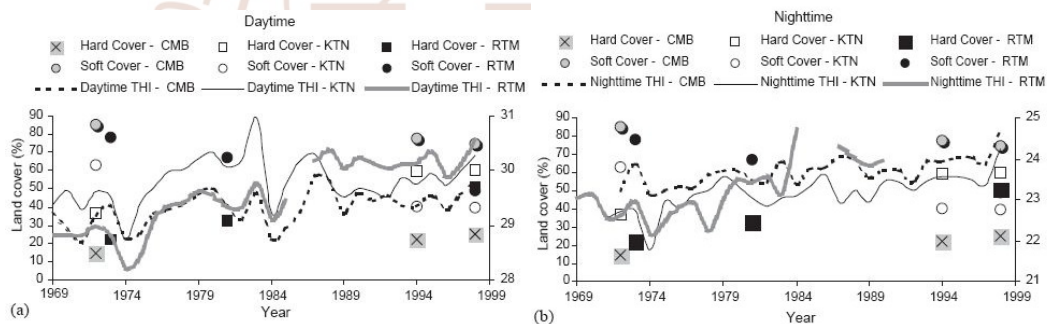 Daytime
Hard Cover - CMB Hard Cover - KTN Hard Cover - RTM
Soft Cover - CMB Soft Cover - KTN Soft Cover - RTM
Daytime THI - CMB Daytime THI - KTN Daytime THI - RTM
90 31
80
70
60 30
50
40
30 29
20
10
0 28
Land cover (%)
1969 1974 1979 1984 1989 1994 1999
Year
(a)
Nighttime
Hard Cover - CMB Hard Cover - KTN Hard Cover - RTM
Soft Cover - CMB Soft Cover - KTN Soft Cover - RTM
Nighttime THI - CMB Nighttime THI - KTN Nighttime THI - RTM
90 25
80
70 24
60
50
40 23
30
20 22
10
0 21
Land cover (%)
1969 1974 1979 1984 1989 1994 1999
Year
(b)